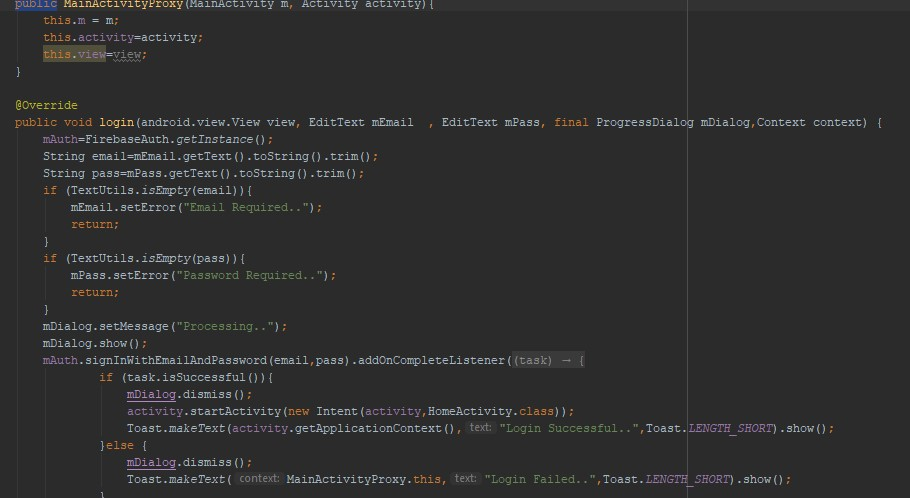 public MainActivityProxy(MainActivity m, Activity activity){
this.m = m;
this.activity=activity;
this.view=view;
}
@Override
public void login(android.view.View view, EditText mEmail  , EditText mPass, final ProgressDialog mDialog,Context context) {
mAuth=FirebaseAuth.getInstance();
String email=mEmail.getText().toString().trim();
String pass=mPass.getText().toString().trim();
if (TextUtils.isEmpty(email)){
mEmail.setError("Email Required..");
return;
}
if (TextUtils.isEmpty(pass)){
mPass.setError("Password Required..");
return;
}
mDialog.setMessage("Processing..");
mDialog.show();
mAuth.signInWithEmailAndPassword(email,pass).addOnCompleteListener((task) → {
if (task.isSuccessful()){
mDialog.dismiss();
activity.startActivity(new Intent(activity,HomeActivity.class));
Toast.makeText(activity.getApplicationContext(), text: "Login Successful..",Toast.LENGTH_SHORT).show();
}else {
mDialog.dismiss();
Toast.makeText( context: MainActivityProxy.this, text: "Login Failed..",Toast.LENGTH_SHORT).show();
}